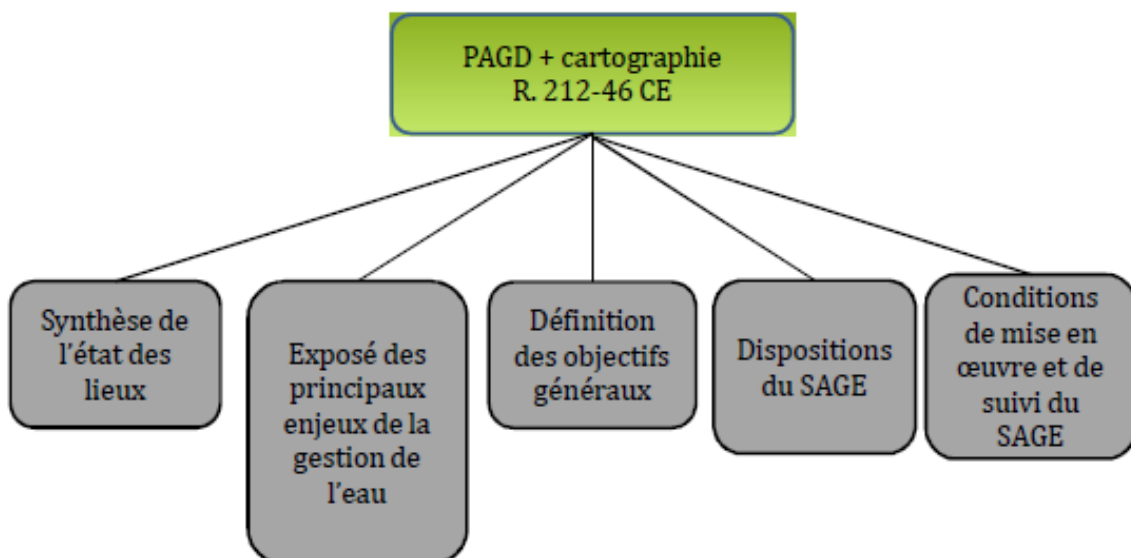 PAGD + cartographie
R. 212-46 CE
Synthèse de
l'état des
lieux
Exposé des
principaux
enjeux de la
gestion de
l'eau
Définition
des objectifs
généraux
Dispositions
du SAGE
Conditions
de mise en
œuvre et de
suivi du
SAGE